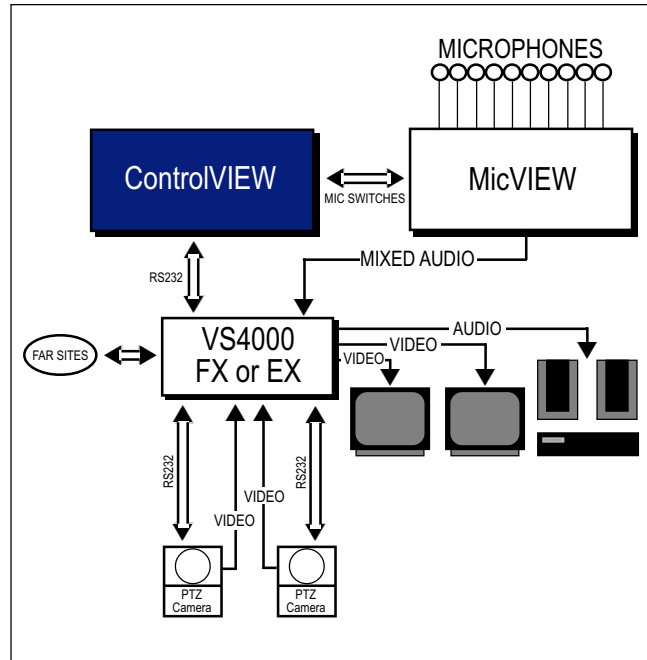 MICROPHONES
ControlVIEW
MIC SWITCHES
MicVIEW
RS232
MIXED AUDIO
FAR SITES
VS4000
FX or EX
AUDIO
VIDEO
VIDEO
RS232
VIDEO
VIDEO
RS232
PTZ
Camera
PTZ
Camera